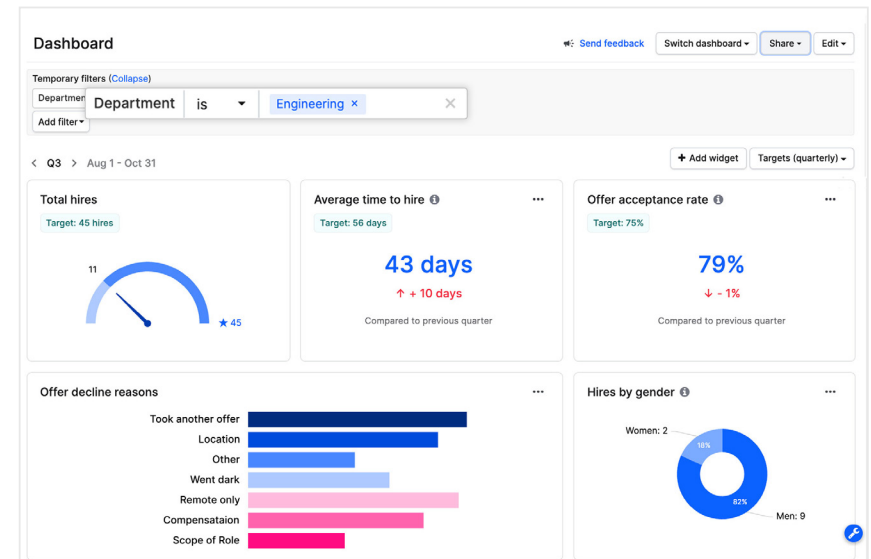 Dashboard
Send feedback
Switch dashboard
Share
Edit
Temporary filters (Collapse)
Departmen
Department is Engineering ×
Add filter
Q3 Aug 1 - Oct 31
+ Add widget
Targets (quarterly)
Total hires
Target: 45 hires
11
45
Average time to hire
Target: 56 days
43 days
↑ + 10 days
Compared to previous quarter
Offer acceptance rate
Target: 75%
79%
↓ - 1%
Compared to previous quarter
Offer decline reasons
Took another offer
Location
Other
Went dark
Remote only
Compensataion
Scope of Role
Hires by gender
Women: 2
18%
82%
Men: 9